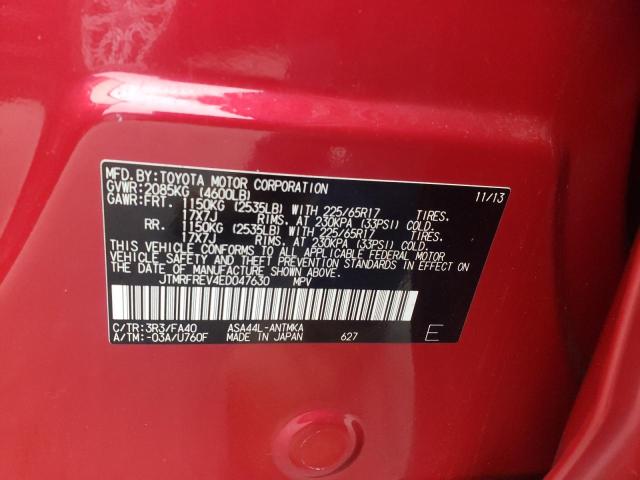 MFD.BY:TOYOTA MOTOR CORPORATION 11/13
GVWR:2085KG (4600LB)
GAWR:FRT. 1150KG (2535LB) WITH 225/65R17 TIRES.
17X7J RIMS. AT 230KPA (33PSI) COLD.
RR. 1150KG (2535LB) WITH 225/65R17 TIRES.
17X7J RIMS. AT 230KPA (33PSI) COLD.
THIS VEHICLE CONFORMS TO ALL APPLICABLE FEDERAL MOTOR
VEHICLE SAFETY AND THEFT PREVENTION STANDARDS IN EFFECT
ON THE DATE OF MANUFACTURE SHOWN ABOVE.
JTMRFREV4ED047630 MPV
C/TR:3R3/FA40 ASA44L-ANTMKA
A/TM:-03A/U760F MADE IN JAPAN 627 E